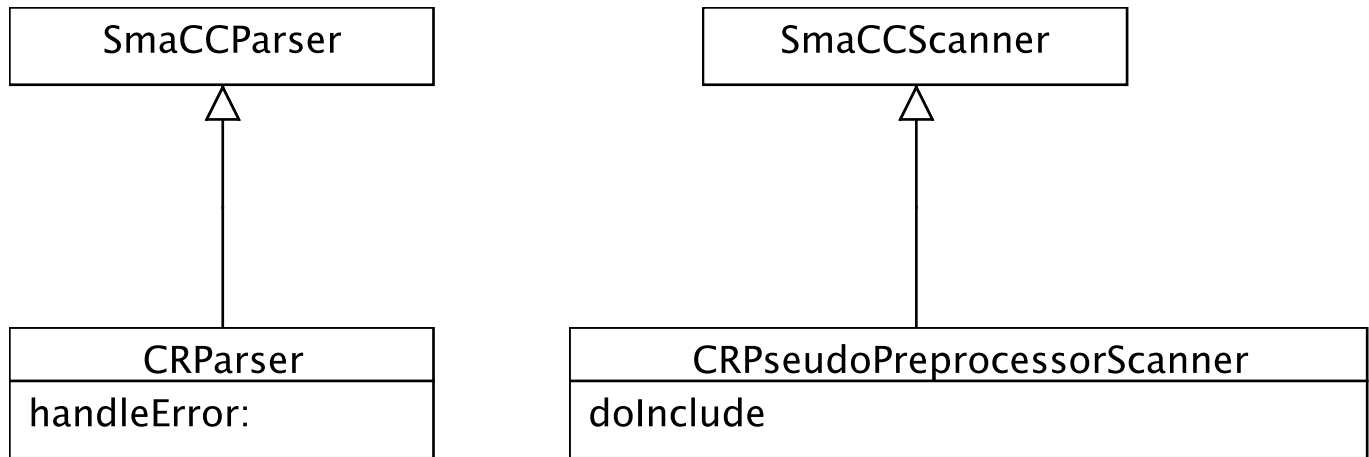 SmaCCParser
SmaCCScanner
CRParser
handleError:
CRPseudoPreprocessorScanner
doInclude